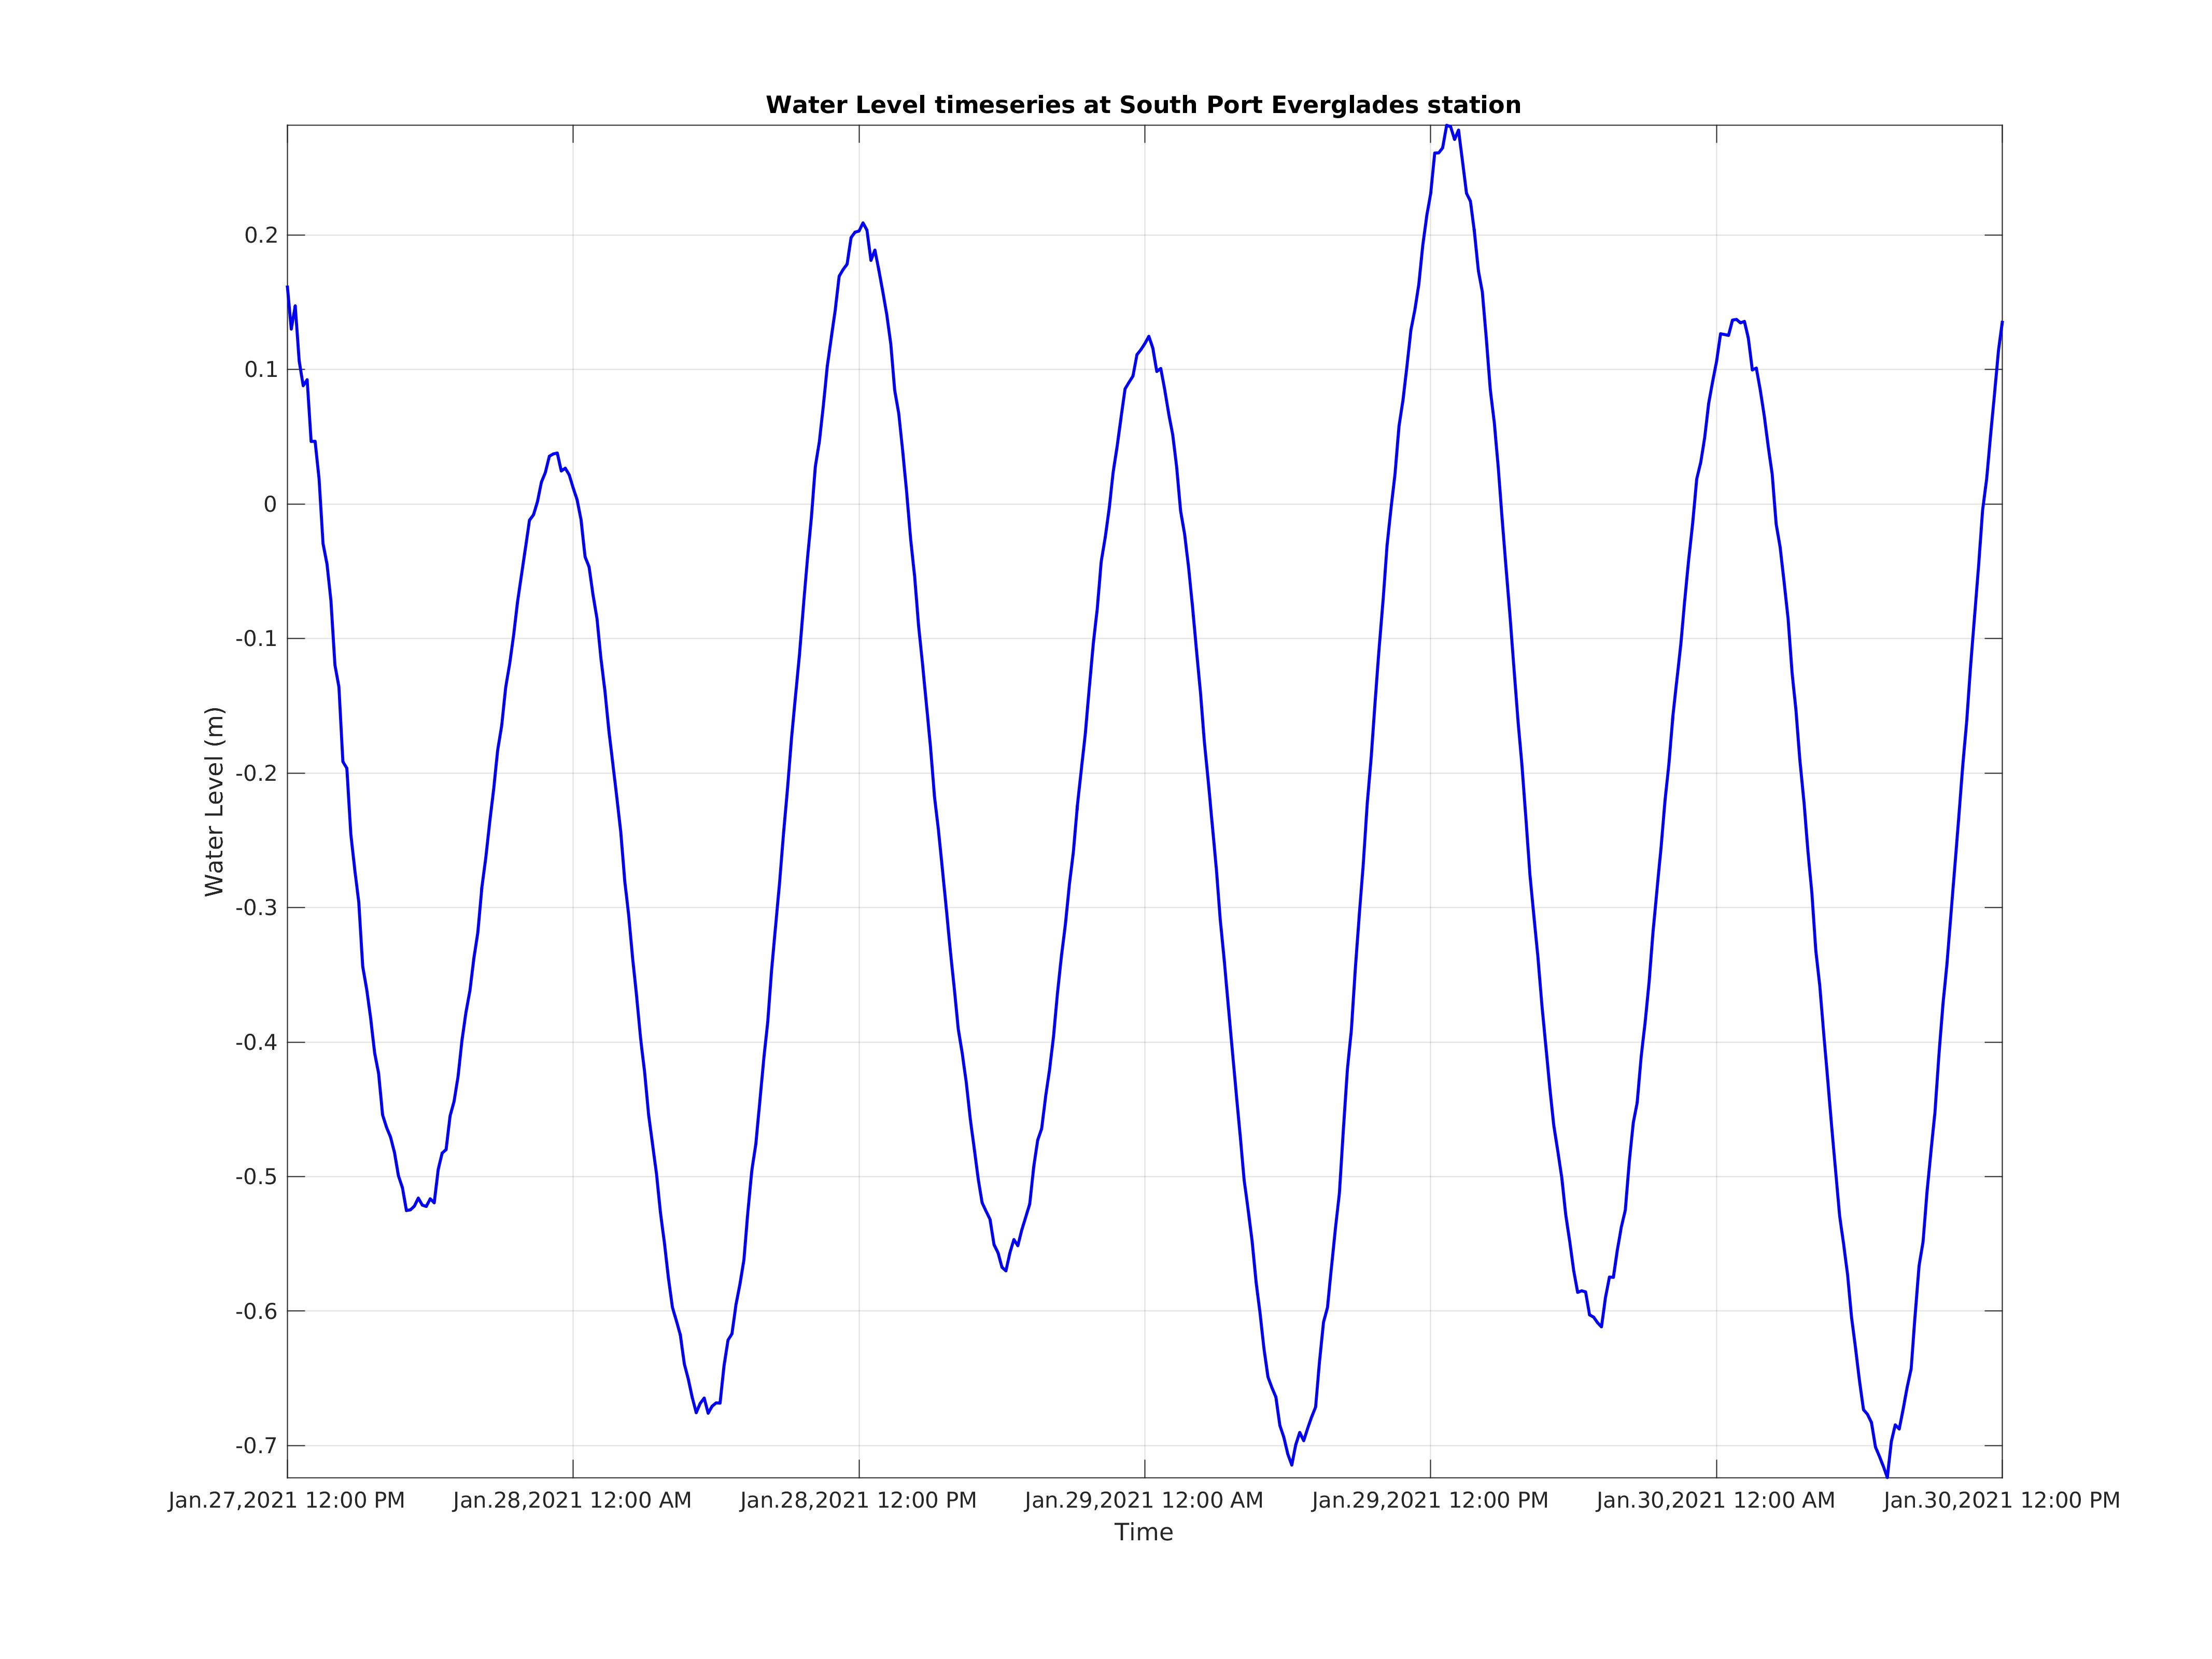 Water Level timeseries at South Port Everglades station
0.2
0.1
0
-0.1
-0.2
-0.3
-0.4
-0.5
-0.6
-0.7
Water Level (m)
Jan.27,2021 12:00 PM
Jan.28,2021 12:00 AM
Jan.28,2021 12:00 PM
Jan.29,2021 12:00 AM
Jan.29,2021 12:00 PM
Jan.30,2021 12:00 AM
Jan.30,2021 12:00 PM
Time